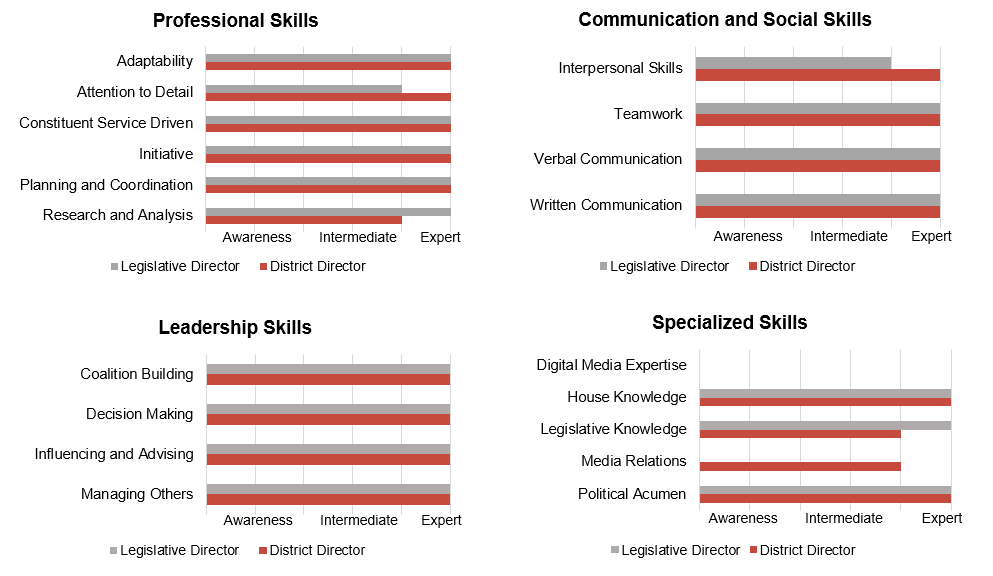 Professional Skills
Adaptability
Attention to Detail
Constituent Service Driven
Initiative
Planning and Coordination
Research and Analysis
Awareness Intermediate Expert
Legislative Director District Director
Communication and Social Skills
Interpersonal Skills
Teamwork
Verbal Communication
Written Communication
Awareness Intermediate Expert
Legislative Director District Director
Leadership Skills
Coalition Building
Decision Making
Influencing and Advising
Managing Others
Awareness Intermediate Expert
Legislative Director District Director
Specialized Skills
Digital Media Expertise
House Knowledge
Legislative Knowledge
Media Relations
Political Acumen
Awareness Intermediate Expert
Legislative Director District Director